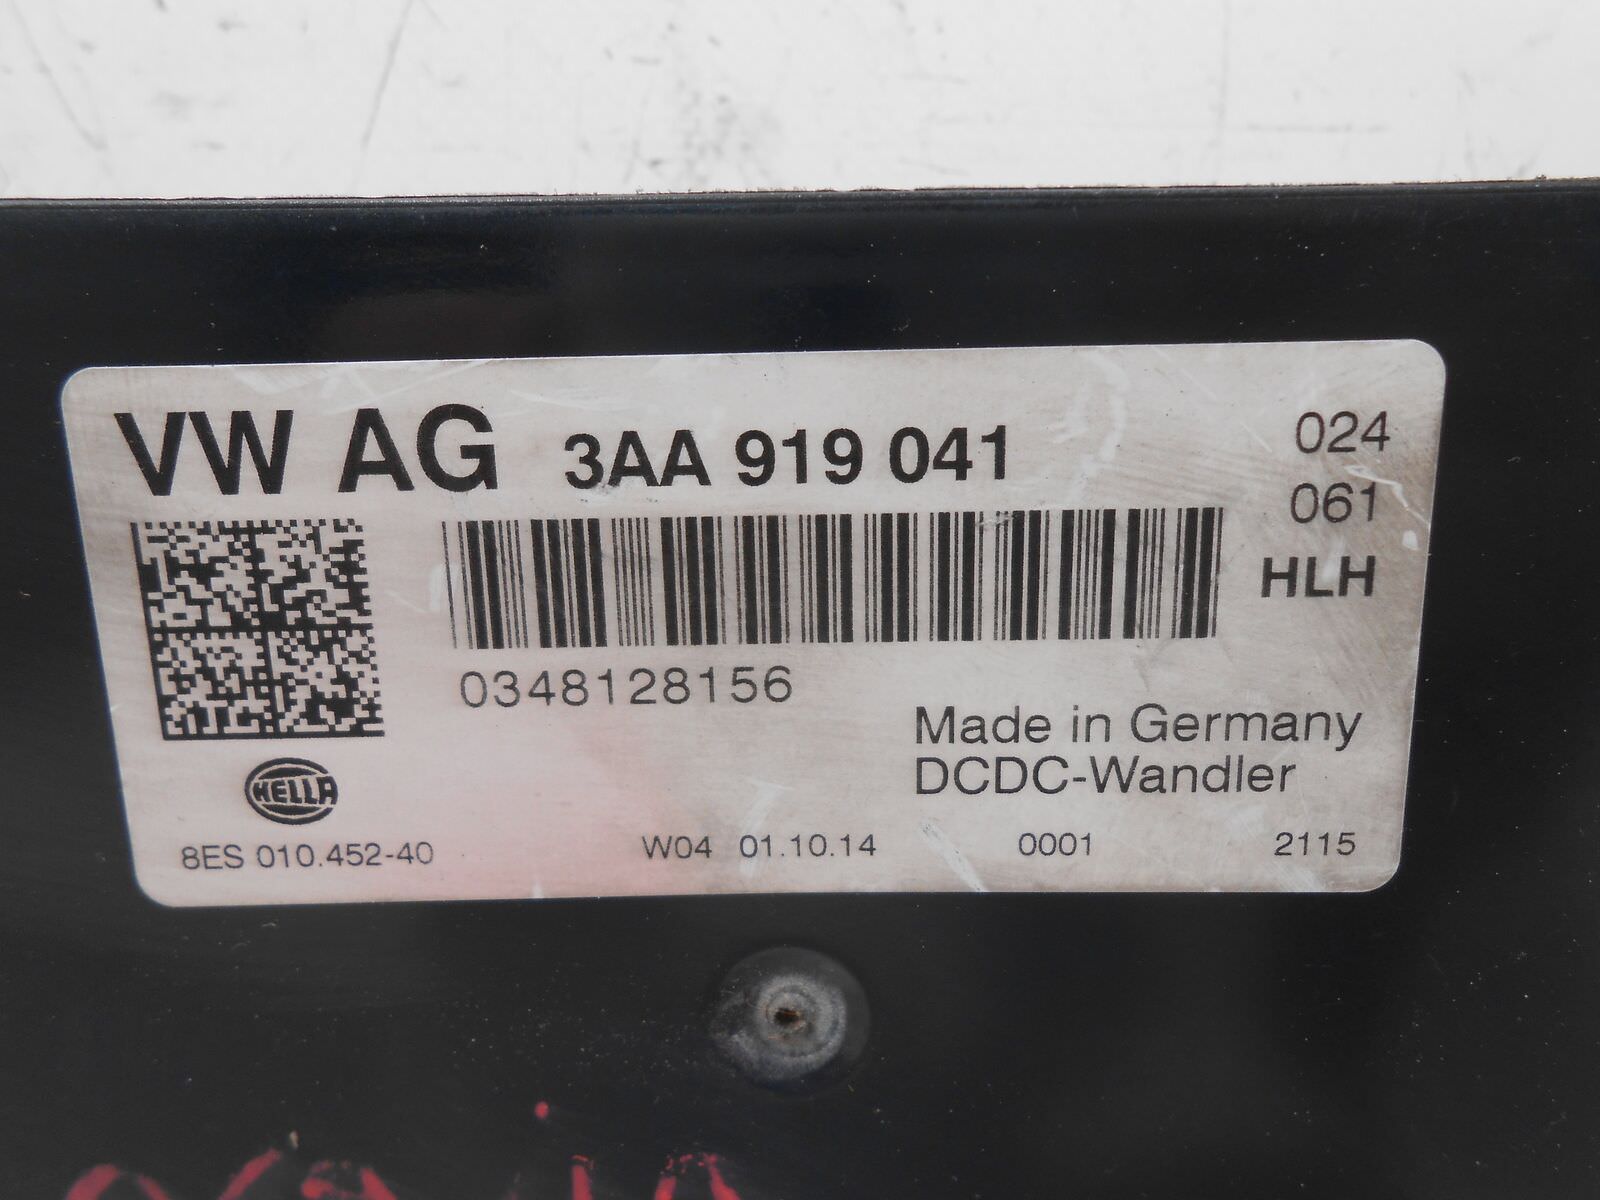 VW AG 3AA 919 041
024
061
HLH
0348128156
Made in Germany
DCDC-Wandler
HELLA
8ES 010.452-40 W04 01.10.14 0001 2115